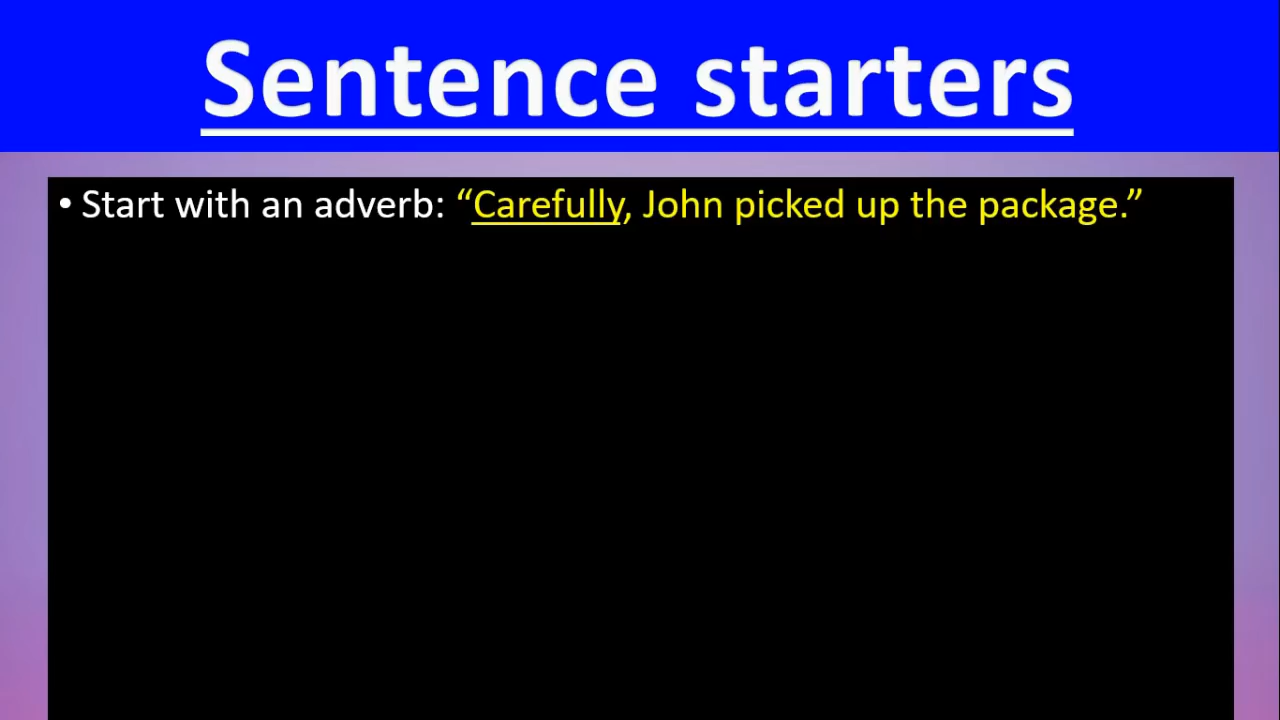 Sentence starters
• Start with an adverb: “Carefully, John picked up the package.”